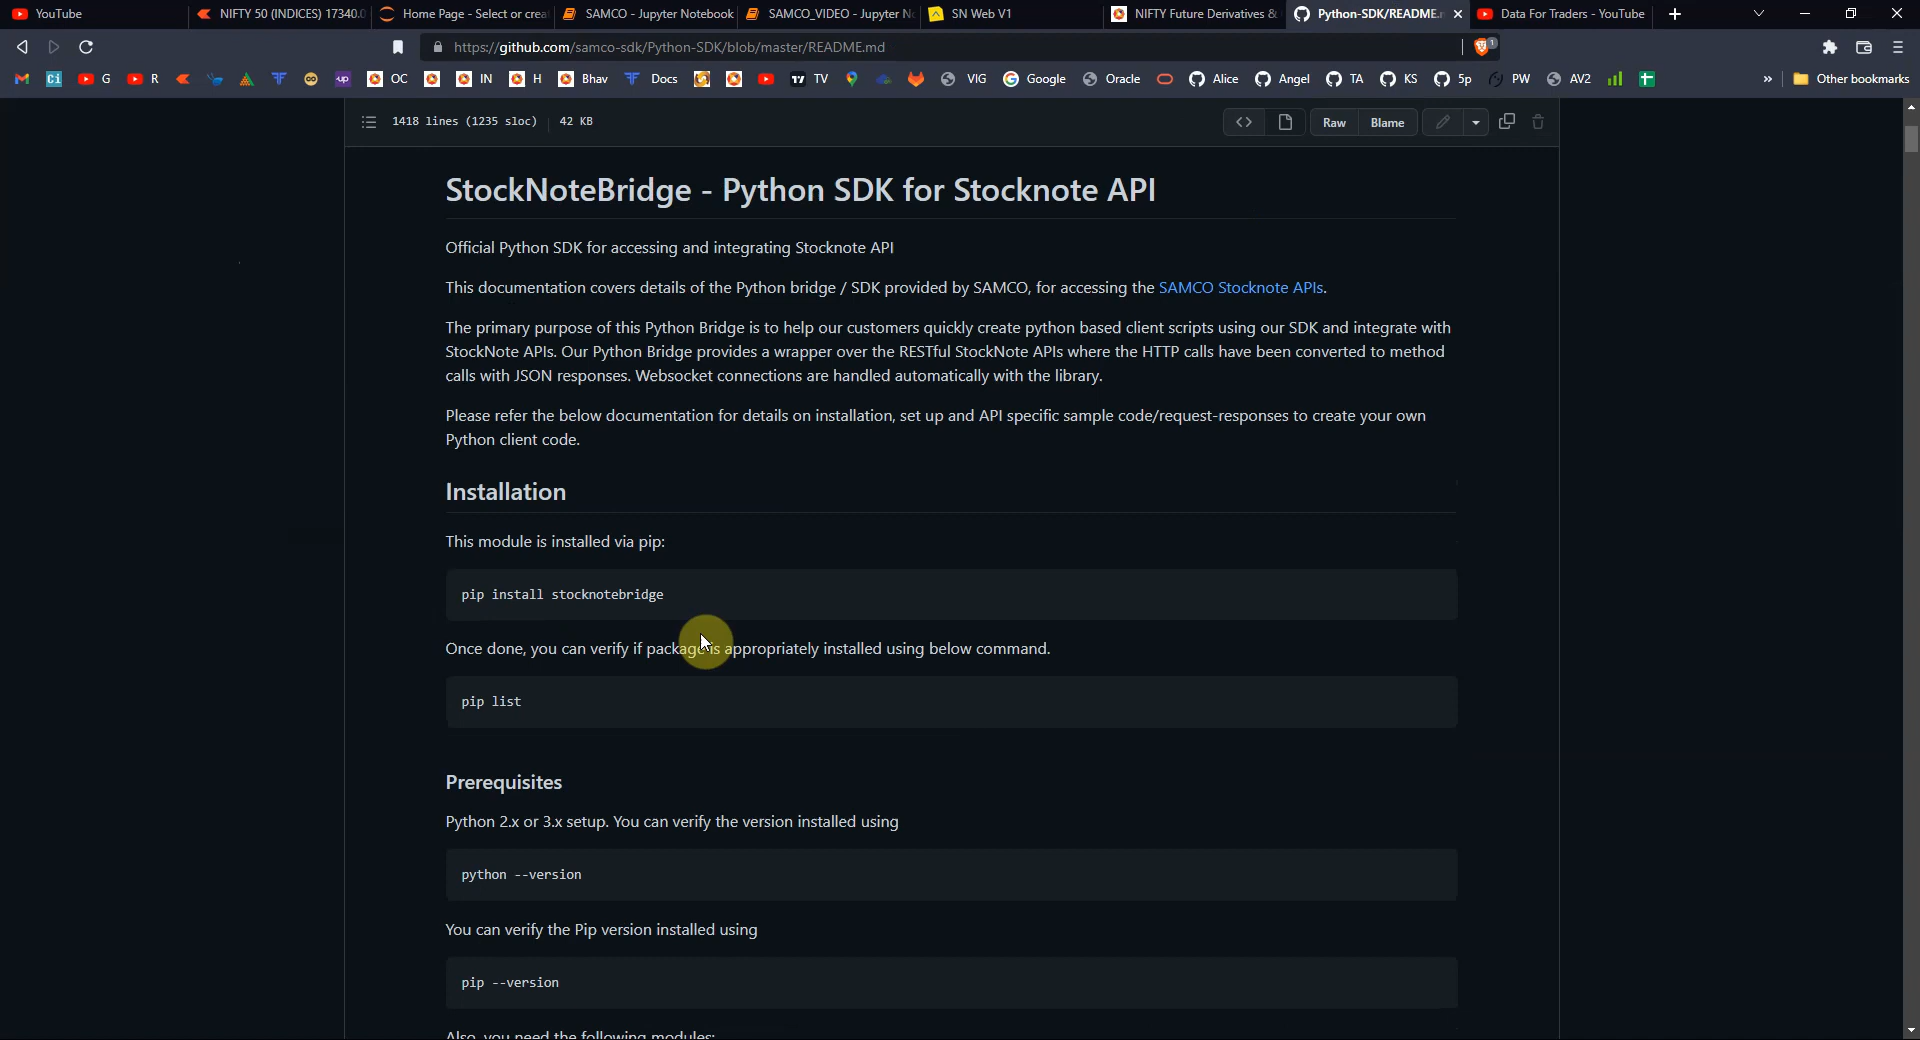 YouTube
NIFTY 50 (INDICES) 17340.0
Home Page - Select or crea
SAMCO - Jupyter Notebook
SAMCO_VIDEO - Jupyter N
SN Web V1
NIFTY Future Derivatives &
Python-SDK/README.
Data For Traders - YouTube
https://github.com/samco-sdk/Python-SDK/blob/master/README.md
1
Ci G R up OC IN H Bhav Docs TV VIG Google Oracle Alice Angel TA KS 5p PW AV2 » Other bookmarks
1418 lines (1235 sloc) 42 KB
Raw Blame
StockNoteBridge - Python SDK for Stocknote API
Official Python SDK for accessing and integrating Stocknote API
This documentation covers details of the Python bridge / SDK provided by SAMCO, for accessing the SAMCO Stocknote APIs.
The primary purpose of this Python Bridge is to help our customers quickly create python based client scripts using our SDK and integrate with
StockNote APIs. Our Python Bridge provides a wrapper over the RESTful StockNote APIs where the HTTP calls have been converted to method
calls with JSON responses. Websocket connections are handled automatically with the library.
Please refer the below documentation for details on installation, set up and API specific sample code/request-responses to create your own
Python client code.
Installation
This module is installed via pip:
pip install stocknotebridge
Once done, you can verify if package is appropriately installed using below command.
pip list
Prerequisites
Python 2.x or 3.x setup. You can verify the version installed using
python --version
You can verify the Pip version installed using
pip --version
Also, you need the following modules: